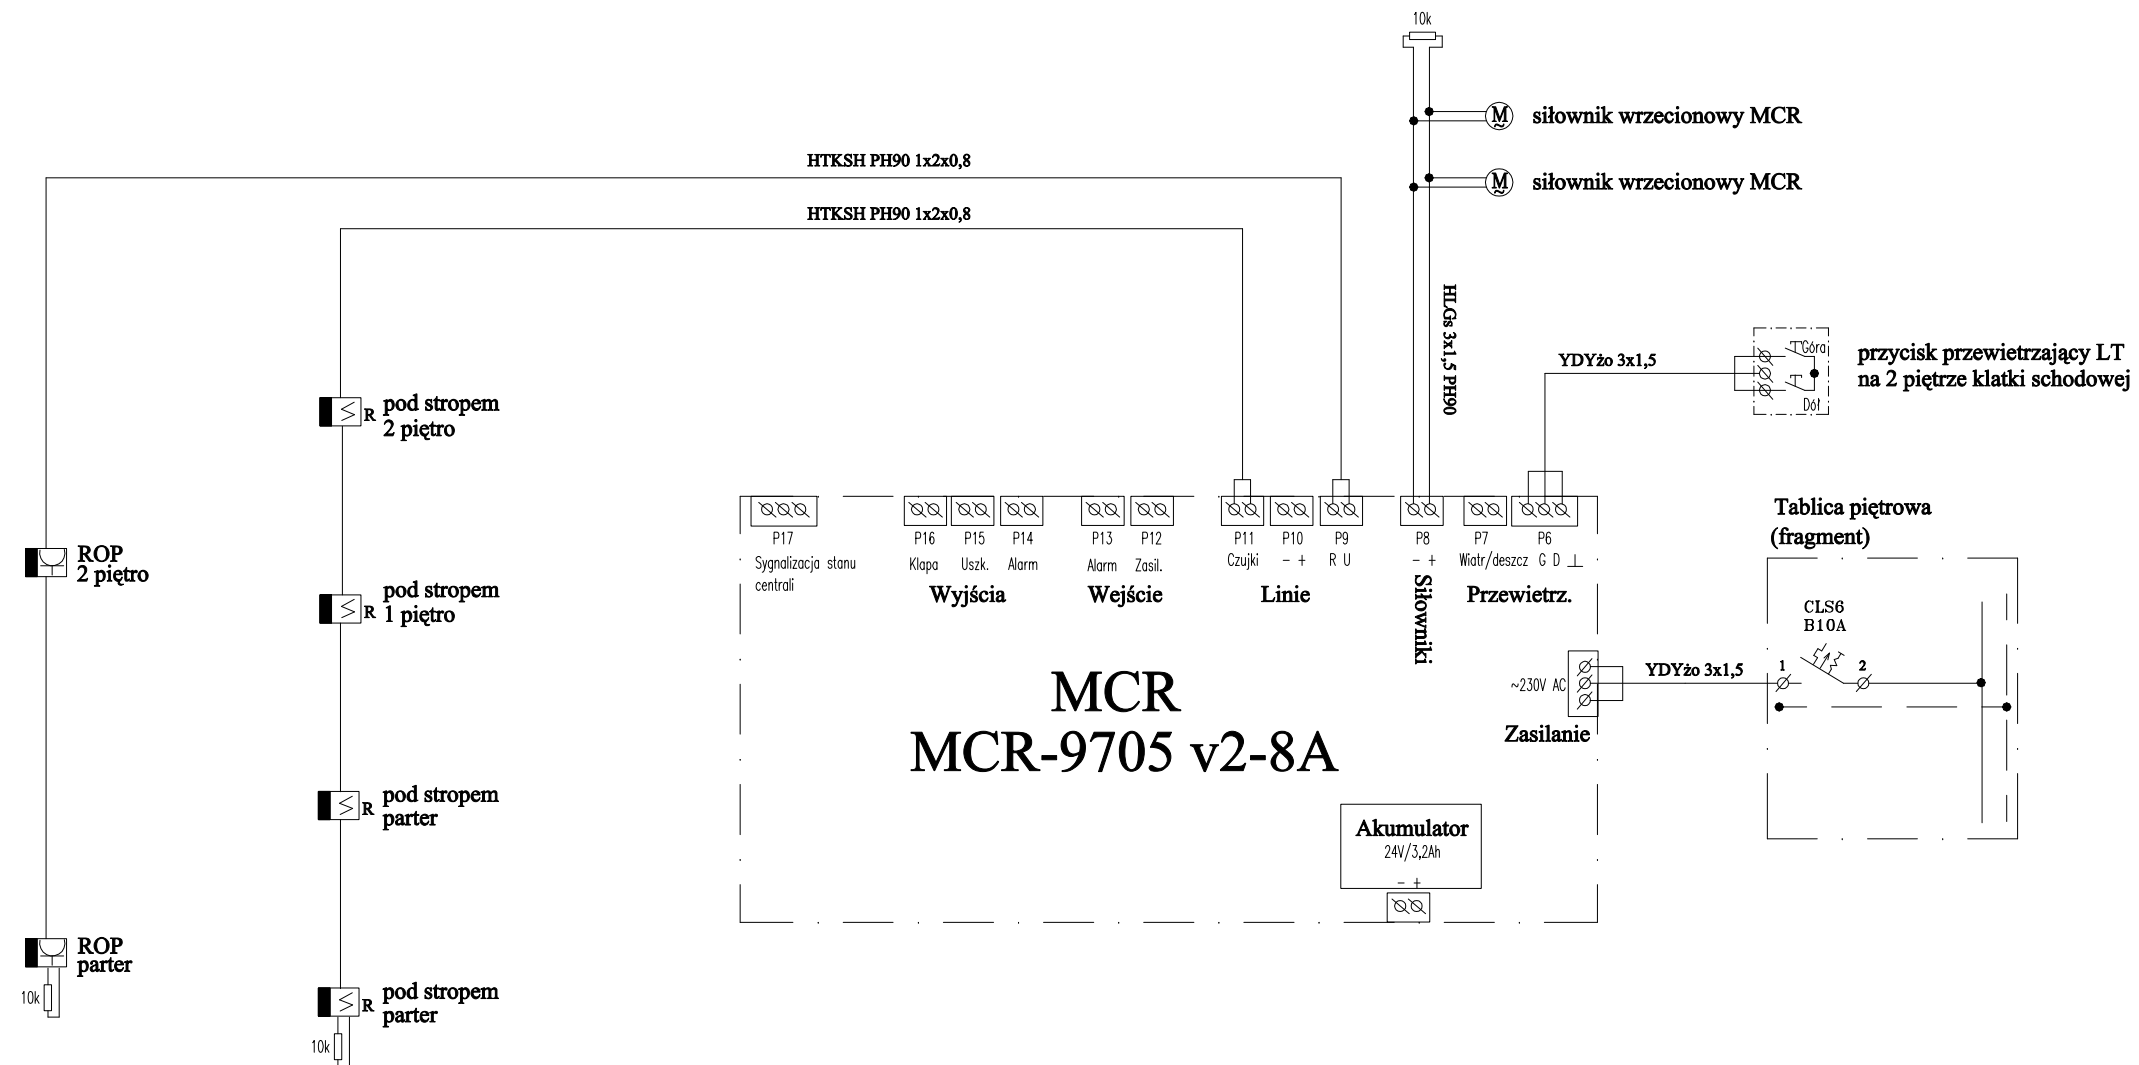 10k
siłownik wrzecionowy MCR
HTKSH PH90 1x2x0,8
siłownik wrzecionowy MCR
HTKSH PH90 1x2x0,8
HLGs 3x1,5 PH90
YDYżo 3x1,5
Góra
Dół
przycisk przewietrzający LT
na 2 piętrze klatki schodowej
R
pod stropem
2 piętro
ROP
2 piętro
R
pod stropem
1 piętro
R
pod stropem
parter
ROP
parter
10k
R
pod stropem
parter
10k
P17
Sygnalizacja stanu
centrali
P16 P15 P14
Klapa Uszk. Alarm
Wyjścia
P13 P12
Alarm Zasil.
Wejście
P11 P10 P9
Czujki - + R U
Linie
P8
- +
Siłowniki
P7 P6
Wiatr/deszcz G D ⊥
Przewietrz.
MCR
MCR-9705 v2-8A
~230V AC
Zasilanie
YDYżo 3x1,5
Akumulator
24V/3,2Ah
- +
Tablica piętrowa
(fragment)
CLS6
B10A
1 2
M
~
M
~